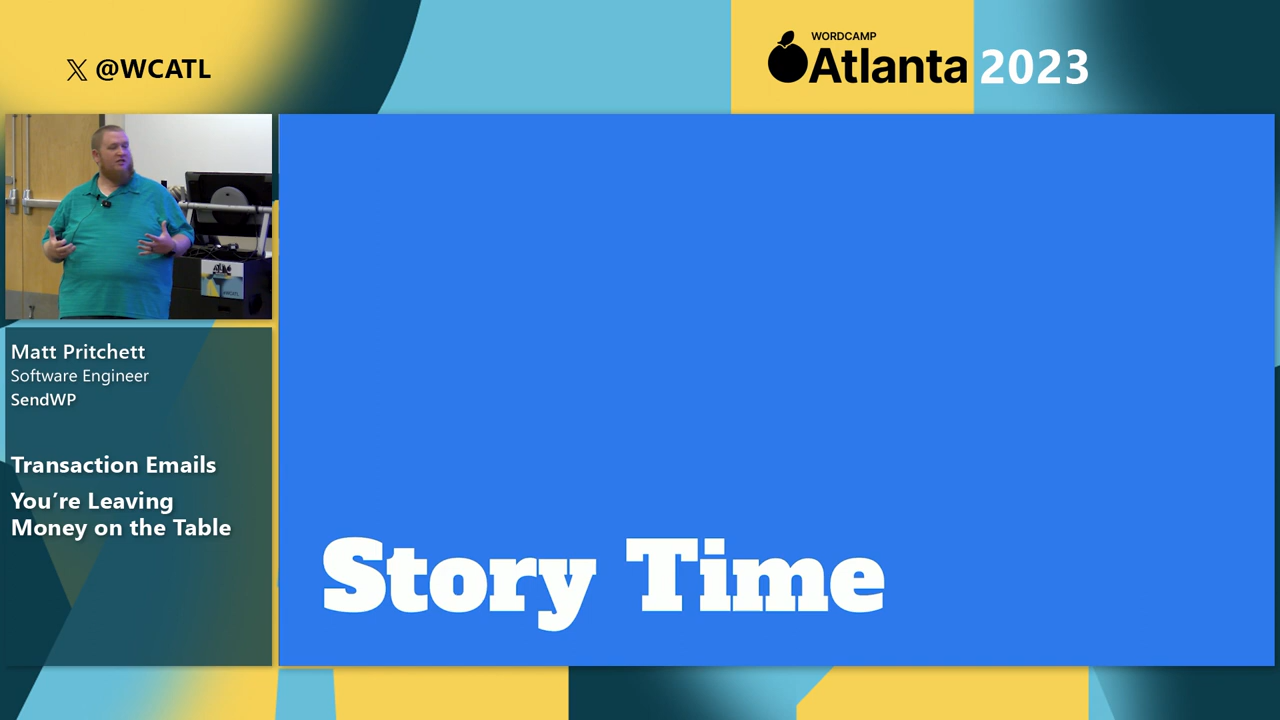 𝕏 @WCATL
WORDCAMP
Atlanta 2023
Matt Pritchett
Software Engineer
SendWP
Transaction Emails
You’re Leaving
Money on the Table
Story Time